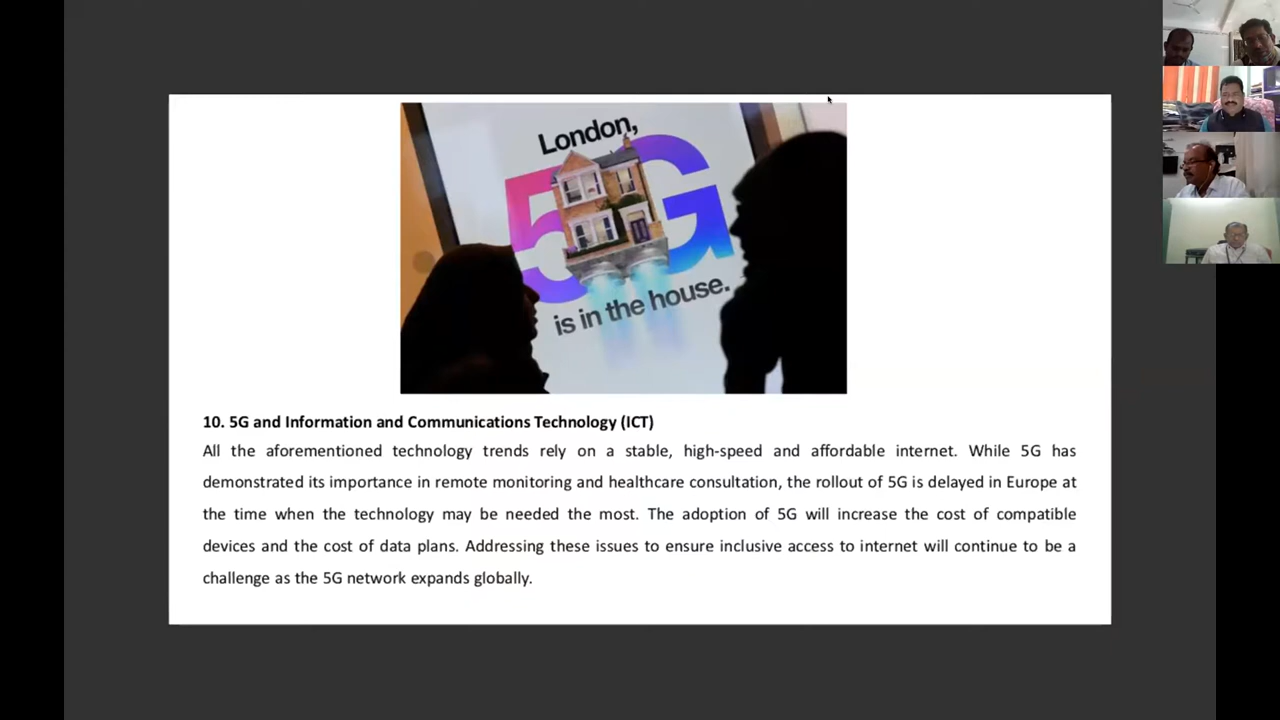 London,
5G
is in the house.
10. 5G and Information and Communications Technology (ICT)
All the aforementioned technology trends rely on a stable, high-speed and affordable internet. While 5G has
demonstrated its importance in remote monitoring and healthcare consultation, the rollout of 5G is delayed in Europe at
the time when the technology may be needed the most. The adoption of 5G will increase the cost of compatible
devices and the cost of data plans. Addressing these issues to ensure inclusive access to internet will continue to be a
challenge as the 5G network expands globally.